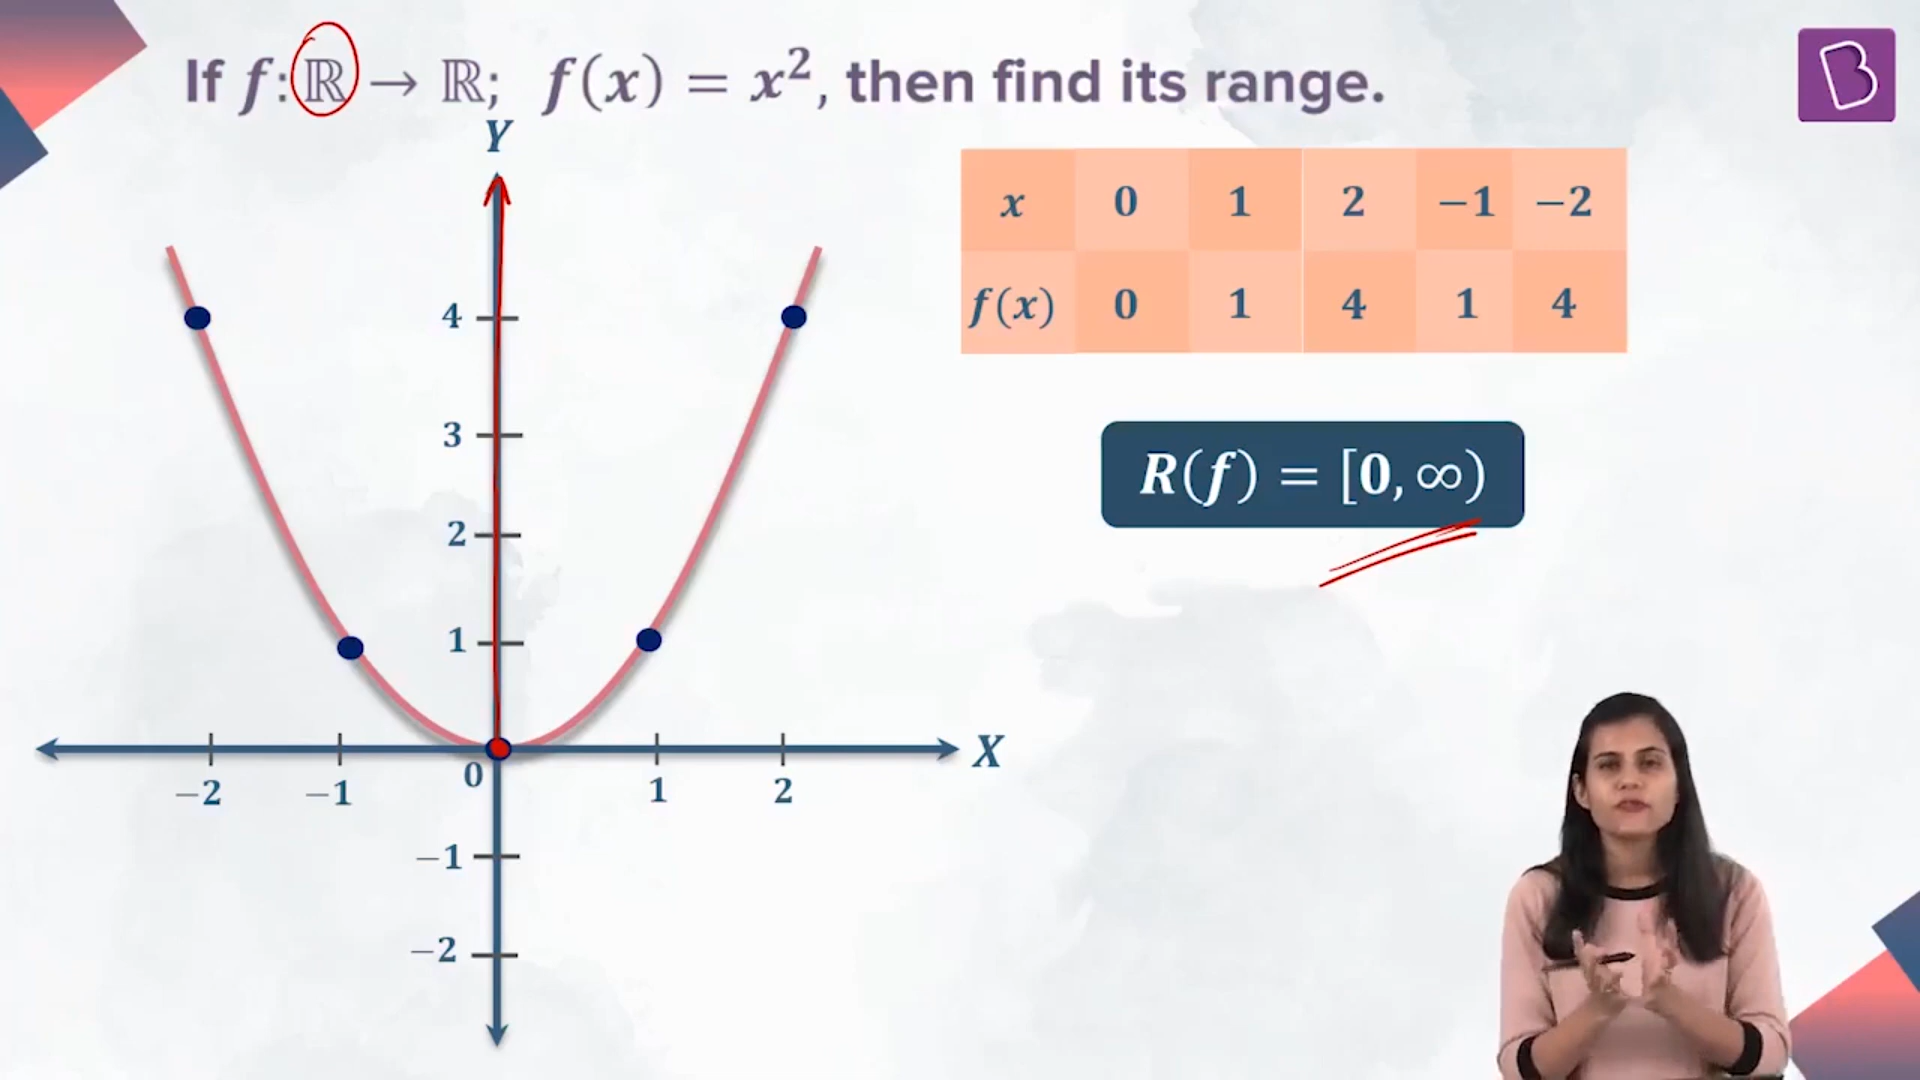 If f: ℝ → ℝ; f(x) = x², then find its range.
Y
x 0 1 2 −1 −2
f(x) 0 1 4 1 4
4
3
R(f) = [0, ∞)
2
1
X
0
−2 −1 1 2
−1
−2
B